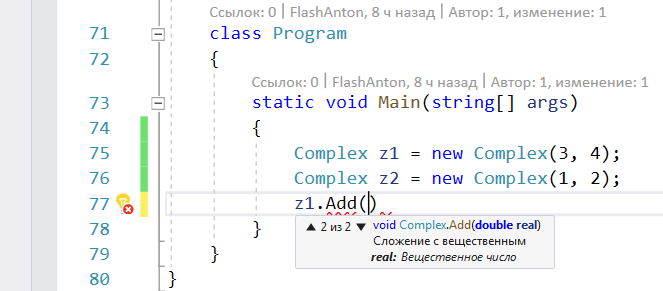 Ссылок: 0 | FlashAnton, 8 ч назад | Автор: 1, изменение: 1
71 class Program
72 {
Ссылок: 0 | FlashAnton, 8 ч назад | Автор: 1, изменение: 1
73 static void Main(string[] args)
74 {
75 Complex z1 = new Complex(3, 4);
76 Complex z2 = new Complex(1, 2);
77 z1.Add()
▲ 2 из 2 ▼ void Complex.Add(double real)
78 }
Сложение с вещественным
79 }
real: Вещественное число
80 }